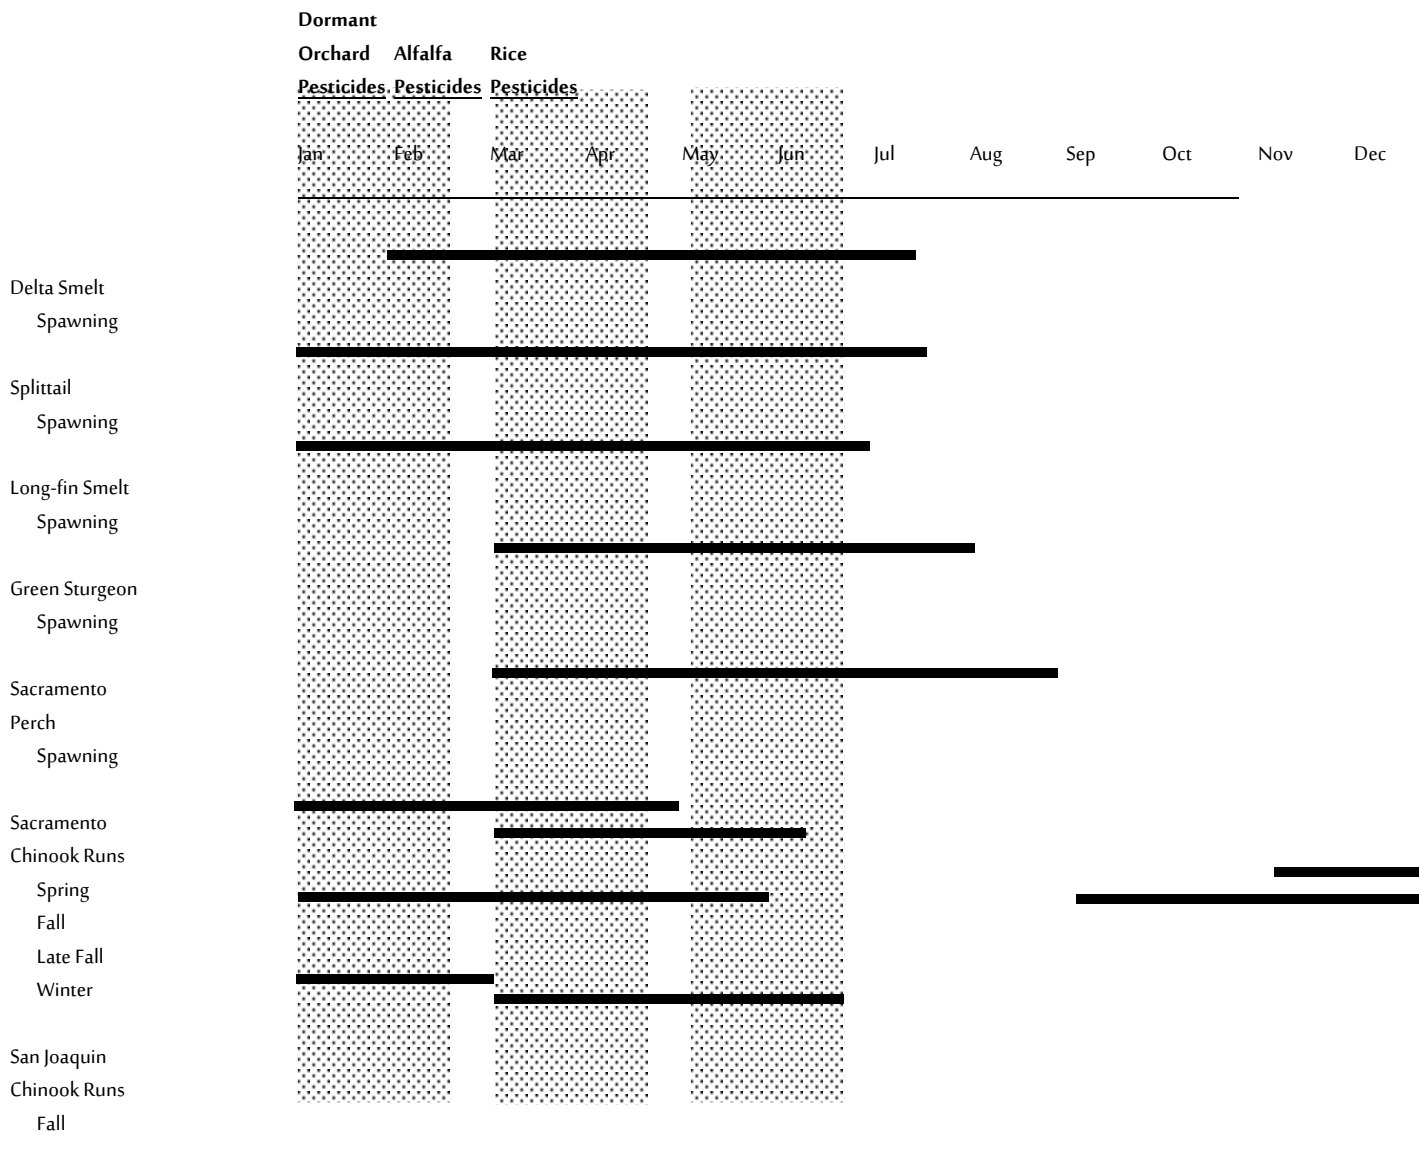 Dormant
Orchard Alfalfa Rice
Pesticides Pesticides Pesticides
Jan Feb Mar Apr May Jun Jul Aug Sep Oct Nov Dec
Delta Smelt
Spawning
Splittail
Spawning
Long-fin Smelt
Spawning
Green Sturgeon
Spawning
Sacramento
Perch
Spawning
Sacramento
Chinook Runs
Spring
Fall
Late Fall
Winter
San Joaquin
Chinook Runs
Fall